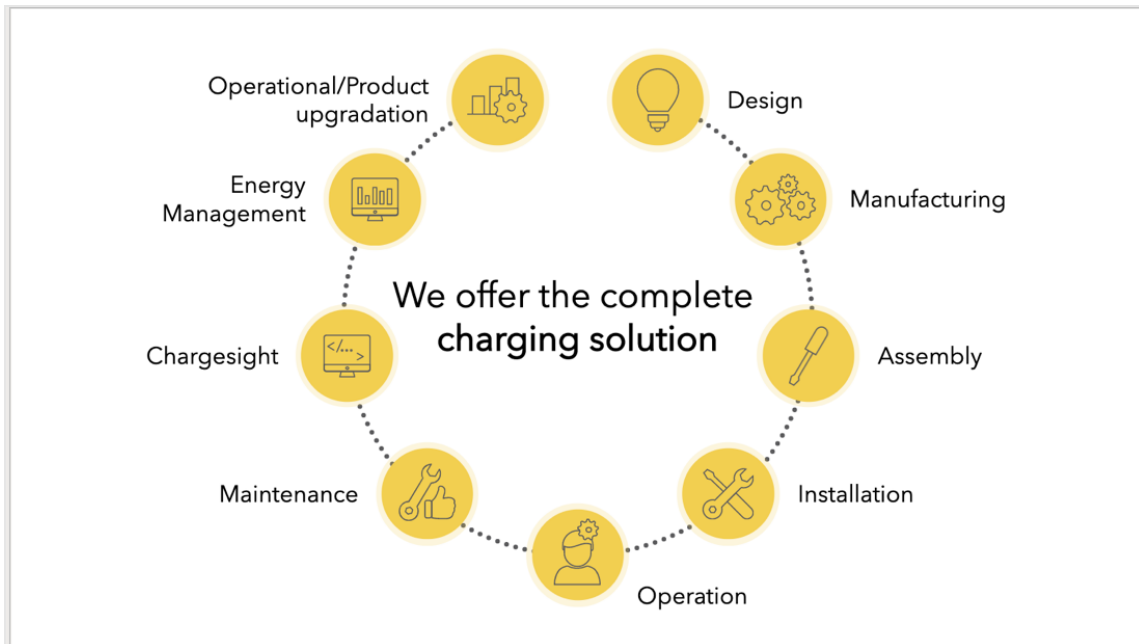 We offer the complete
charging solution
Design
Manufacturing
Assembly
Installation
Operation
Maintenance
Chargesight
</...
>
Energy
Management
Operational/Product
upgradation